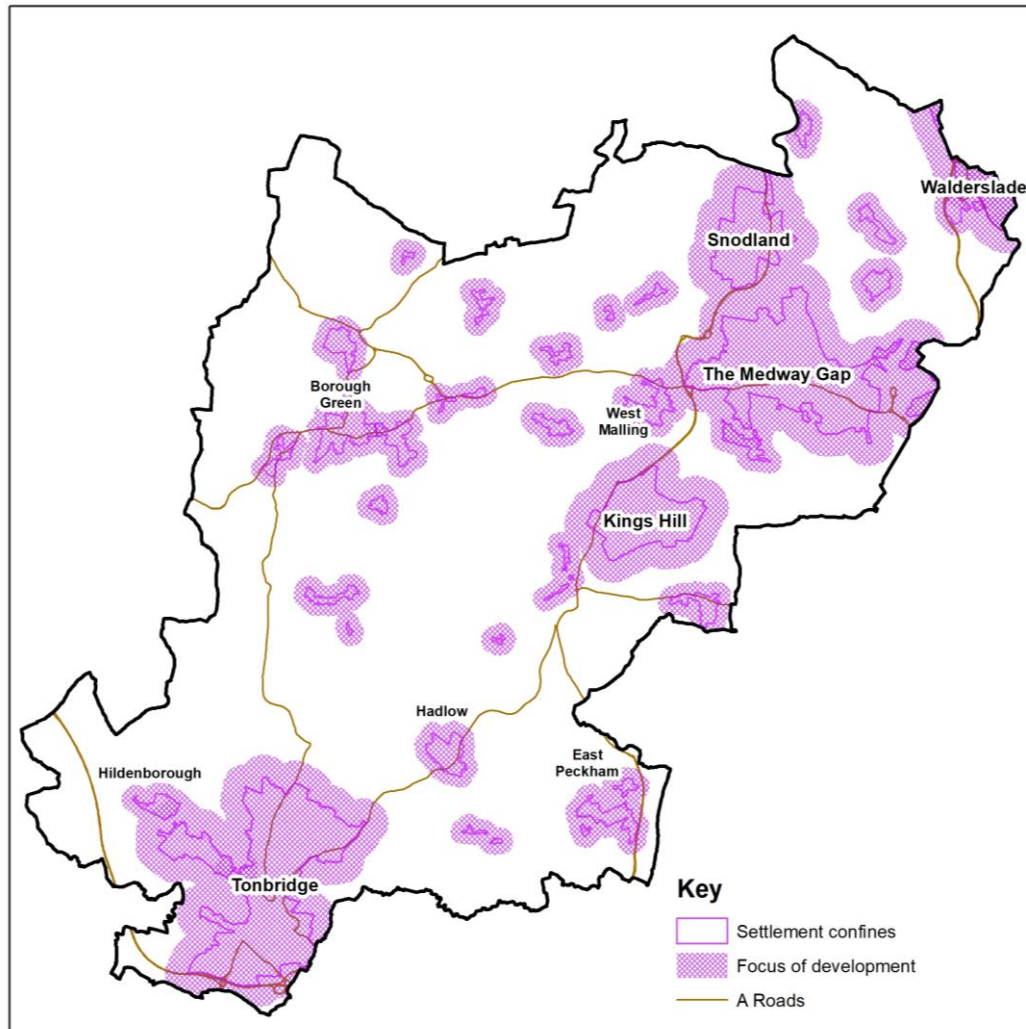 Walderslade
Snodland
The Medway Gap
Borough
Green
West
Malling
Kings Hill
Hadlow
East
Peckham
Hildenborough
Tonbridge
Key
Settlement confines
Focus of development
A Roads